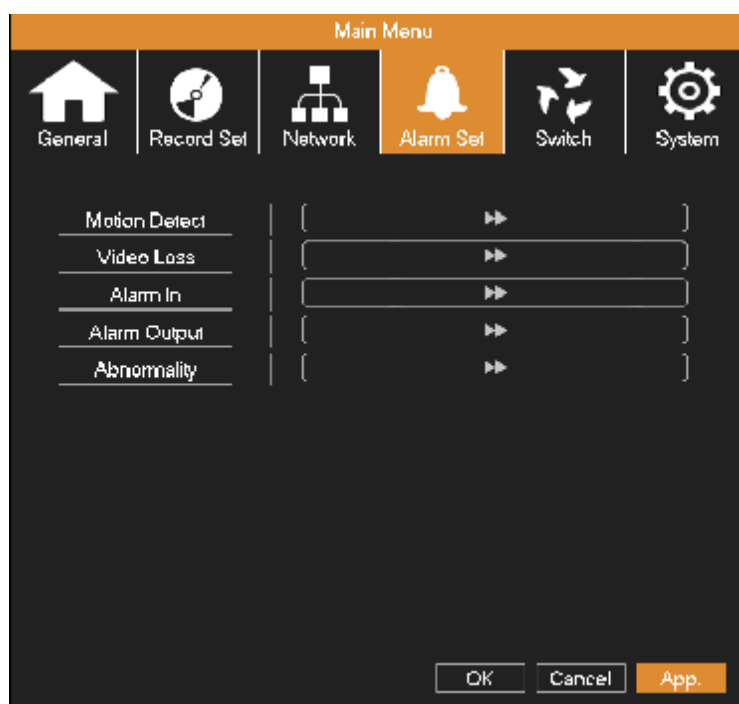 Main Menu
General Record Set Network Alarm Set Switch System
Motion Detect
Video Loss
Alarm In
Alarm Output
Abnormality
OK Cancel App.